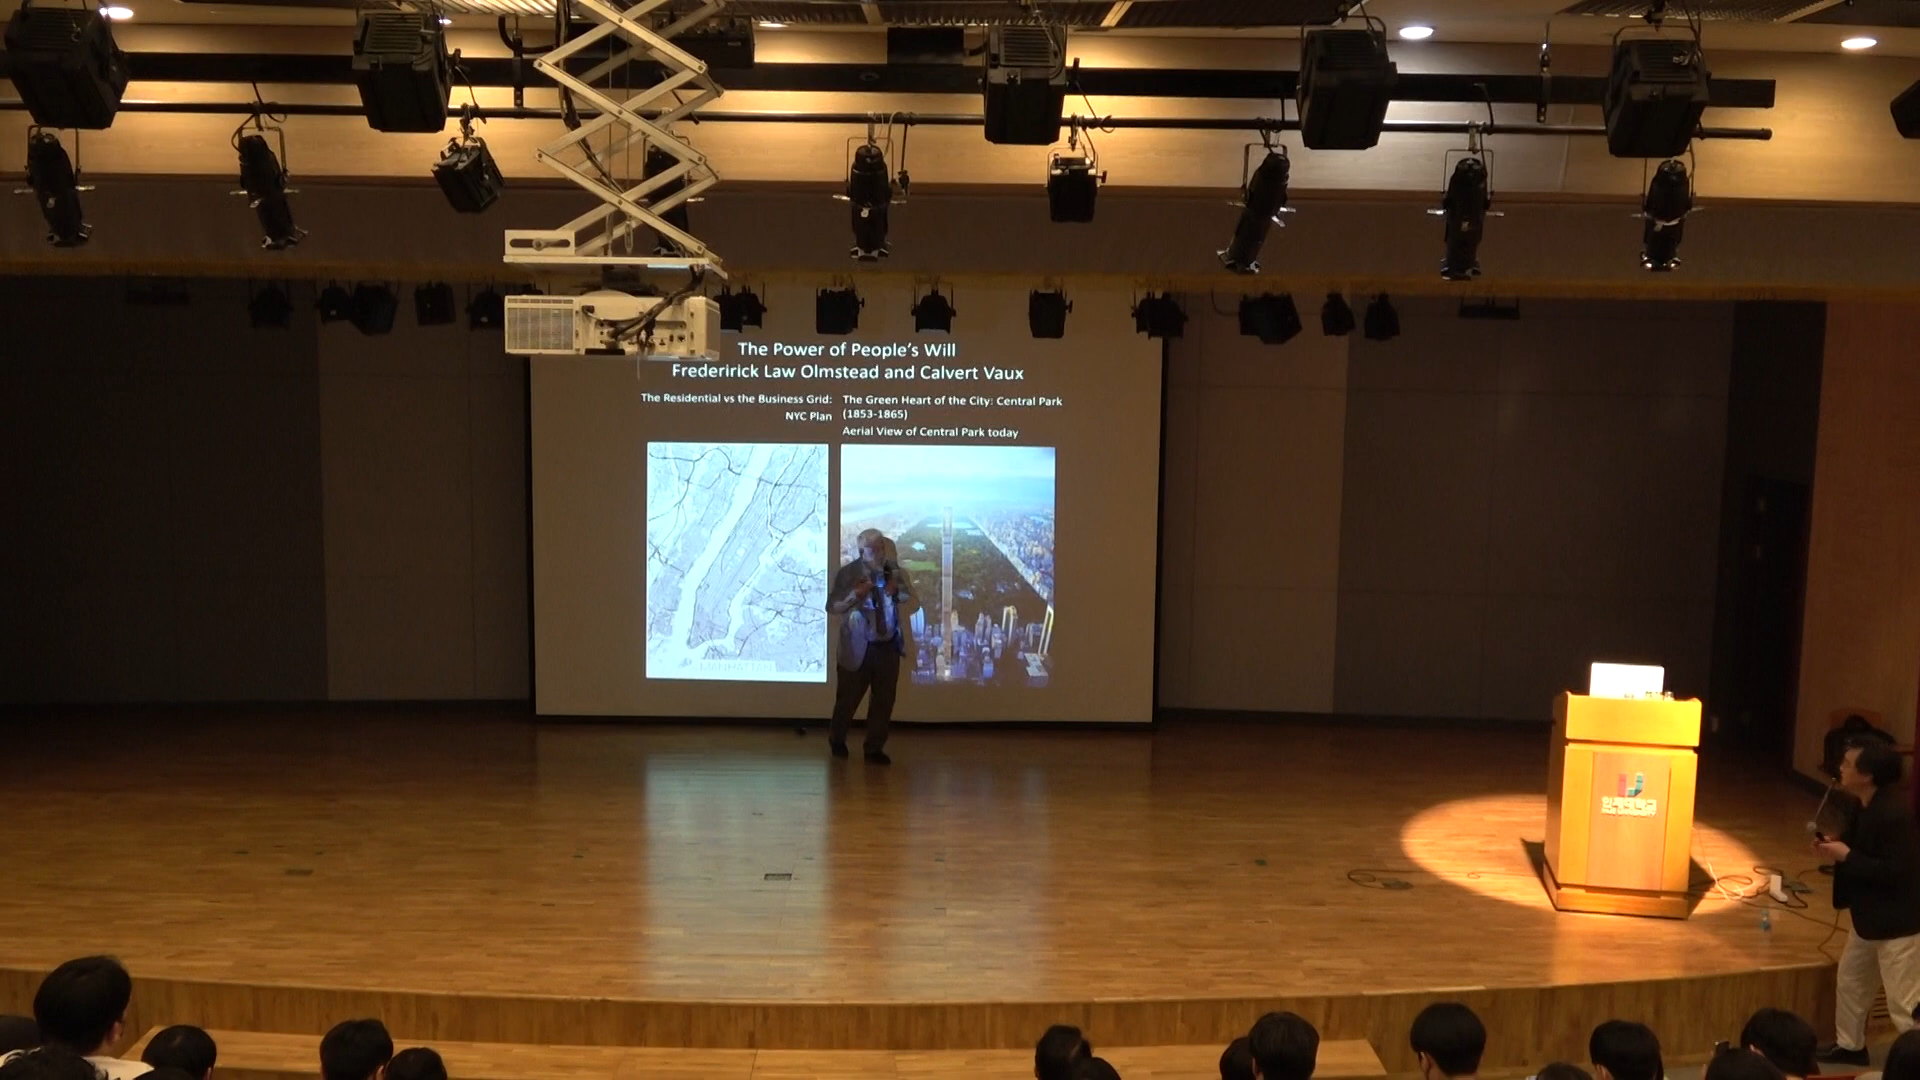 The Power of People's Will
Frederirick Law Olmstead and Calvert Vaux
The Residential vs the Business Grid:
NYC Plan
The Green Heart of the City: Central Park
(1853-1865)
Aerial View of Central Park today
MANHATTAN